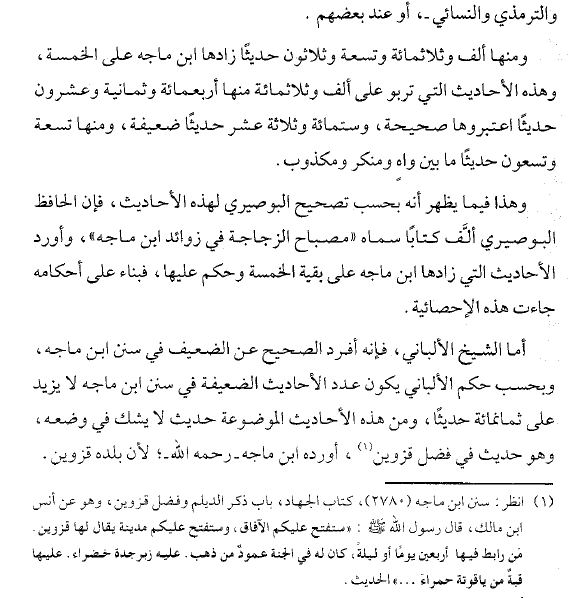 والترمذي والنسائي -، أو عند بعضهم .
ومنها ألف وثلاثمائة وتسعة وثلاثون حديثًا زادها ابن ماجه على الخمسة،
وهذه الأحاديث التي تربو على ألف وثلاثمائة منها أربعمائة وثمانية وعشرون
حديثًا اعتبروها صحيحة، وستمائة وثلاثة عشر حديثًا ضعيفة، ومنها تسعة
وتسعون حديثًا ما بين واهٍ ومنكر ومكذوب.
وهذا فيما يظهر أنه بحسب تصحيح البوصيري لهذه الأحاديث، فإن الحافظ
البوصيري ألَّف كتابًا سماه «مصباح الزجاجة في زوائد ابن ماجه»، وأورد
الأحاديث التي زادها ابن ماجه على بقية الخمسة وحكم عليها، فبناء على أحكامه
جاءت هذه الإحصائية.
أما الشيخ الألباني، فإنه أفرد الصحيح عن الضعيف في سنن ابن ماجه،
وبحسب حكم الألباني يكون عدد الأحاديث الضعيفة في سنن ابن ماجه لا يزيد
على ثمانمائة حديثًا، ومن هذه الأحاديث الموضوعة حديث لا يشك في وضعه،
وهو حديث في فضل قزوين(١)، أورده ابن ماجه - رحمه الله -؛ لأن بلده قزوين.
(١) انظر: سنن ابن ماجه (٢٧٨٠)، كتاب الجهاد، باب ذكر الديلم وفضل قزوين، وهو عن أنس
ابن مالك، قال رسول الله ﷺ : «ستفتح عليكم الآفاق، وستفتح عليكم مدينة يقال لها قزوين.
مَن رابط فيها أربعين يومًا أو ليلةً، كان له في الجنة عمودٌ من ذهب. عليه زبرجدة خضراء. عليها
قبةٌ من ياقوتة حمراءَ ...» الحديث.